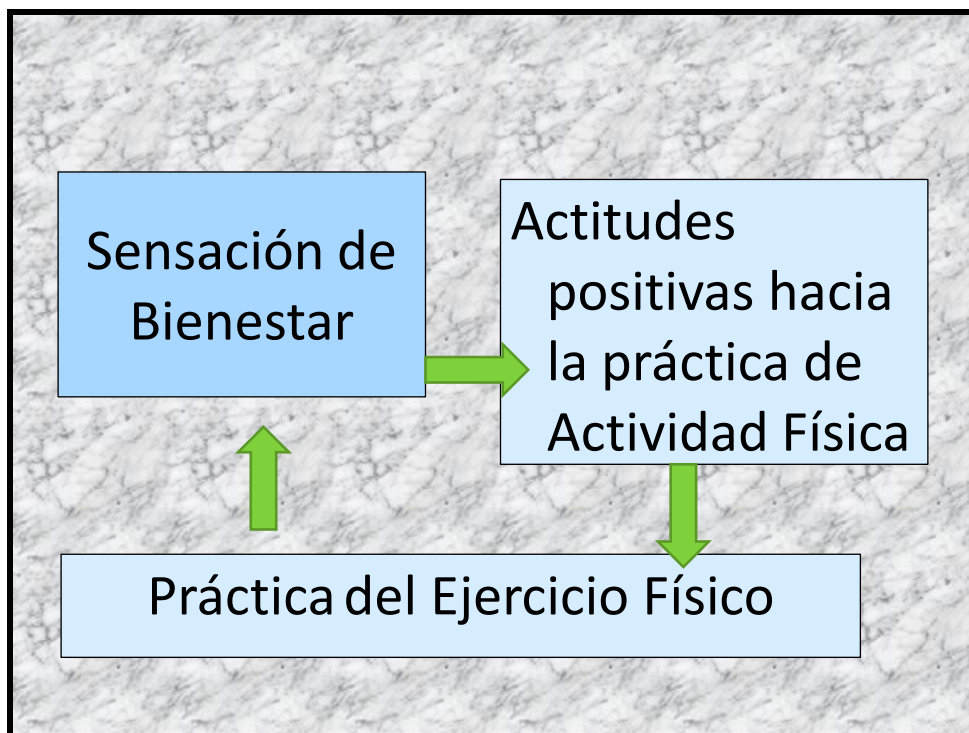 Sensación de
Bienestar
Actitudes
positivas hacia
la práctica de
Actividad Física
Práctica del Ejercicio Físico